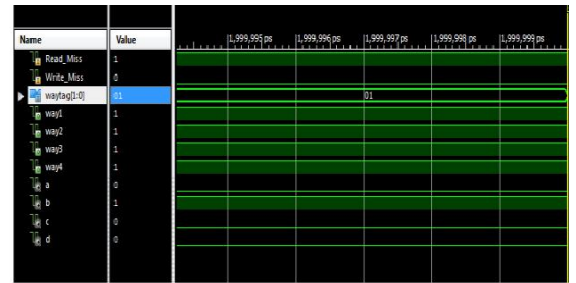 Name Value 1,999,995 ps 1,999,996 ps 1,999,997 ps 1,999,998 ps 1,999,999 ps
Read_Miss 1
Write_Miss 0
waytag[1:0] 01 01
way1 1
way2 1
way3 1
way4 1
a 0
b 1
c 0
d 0